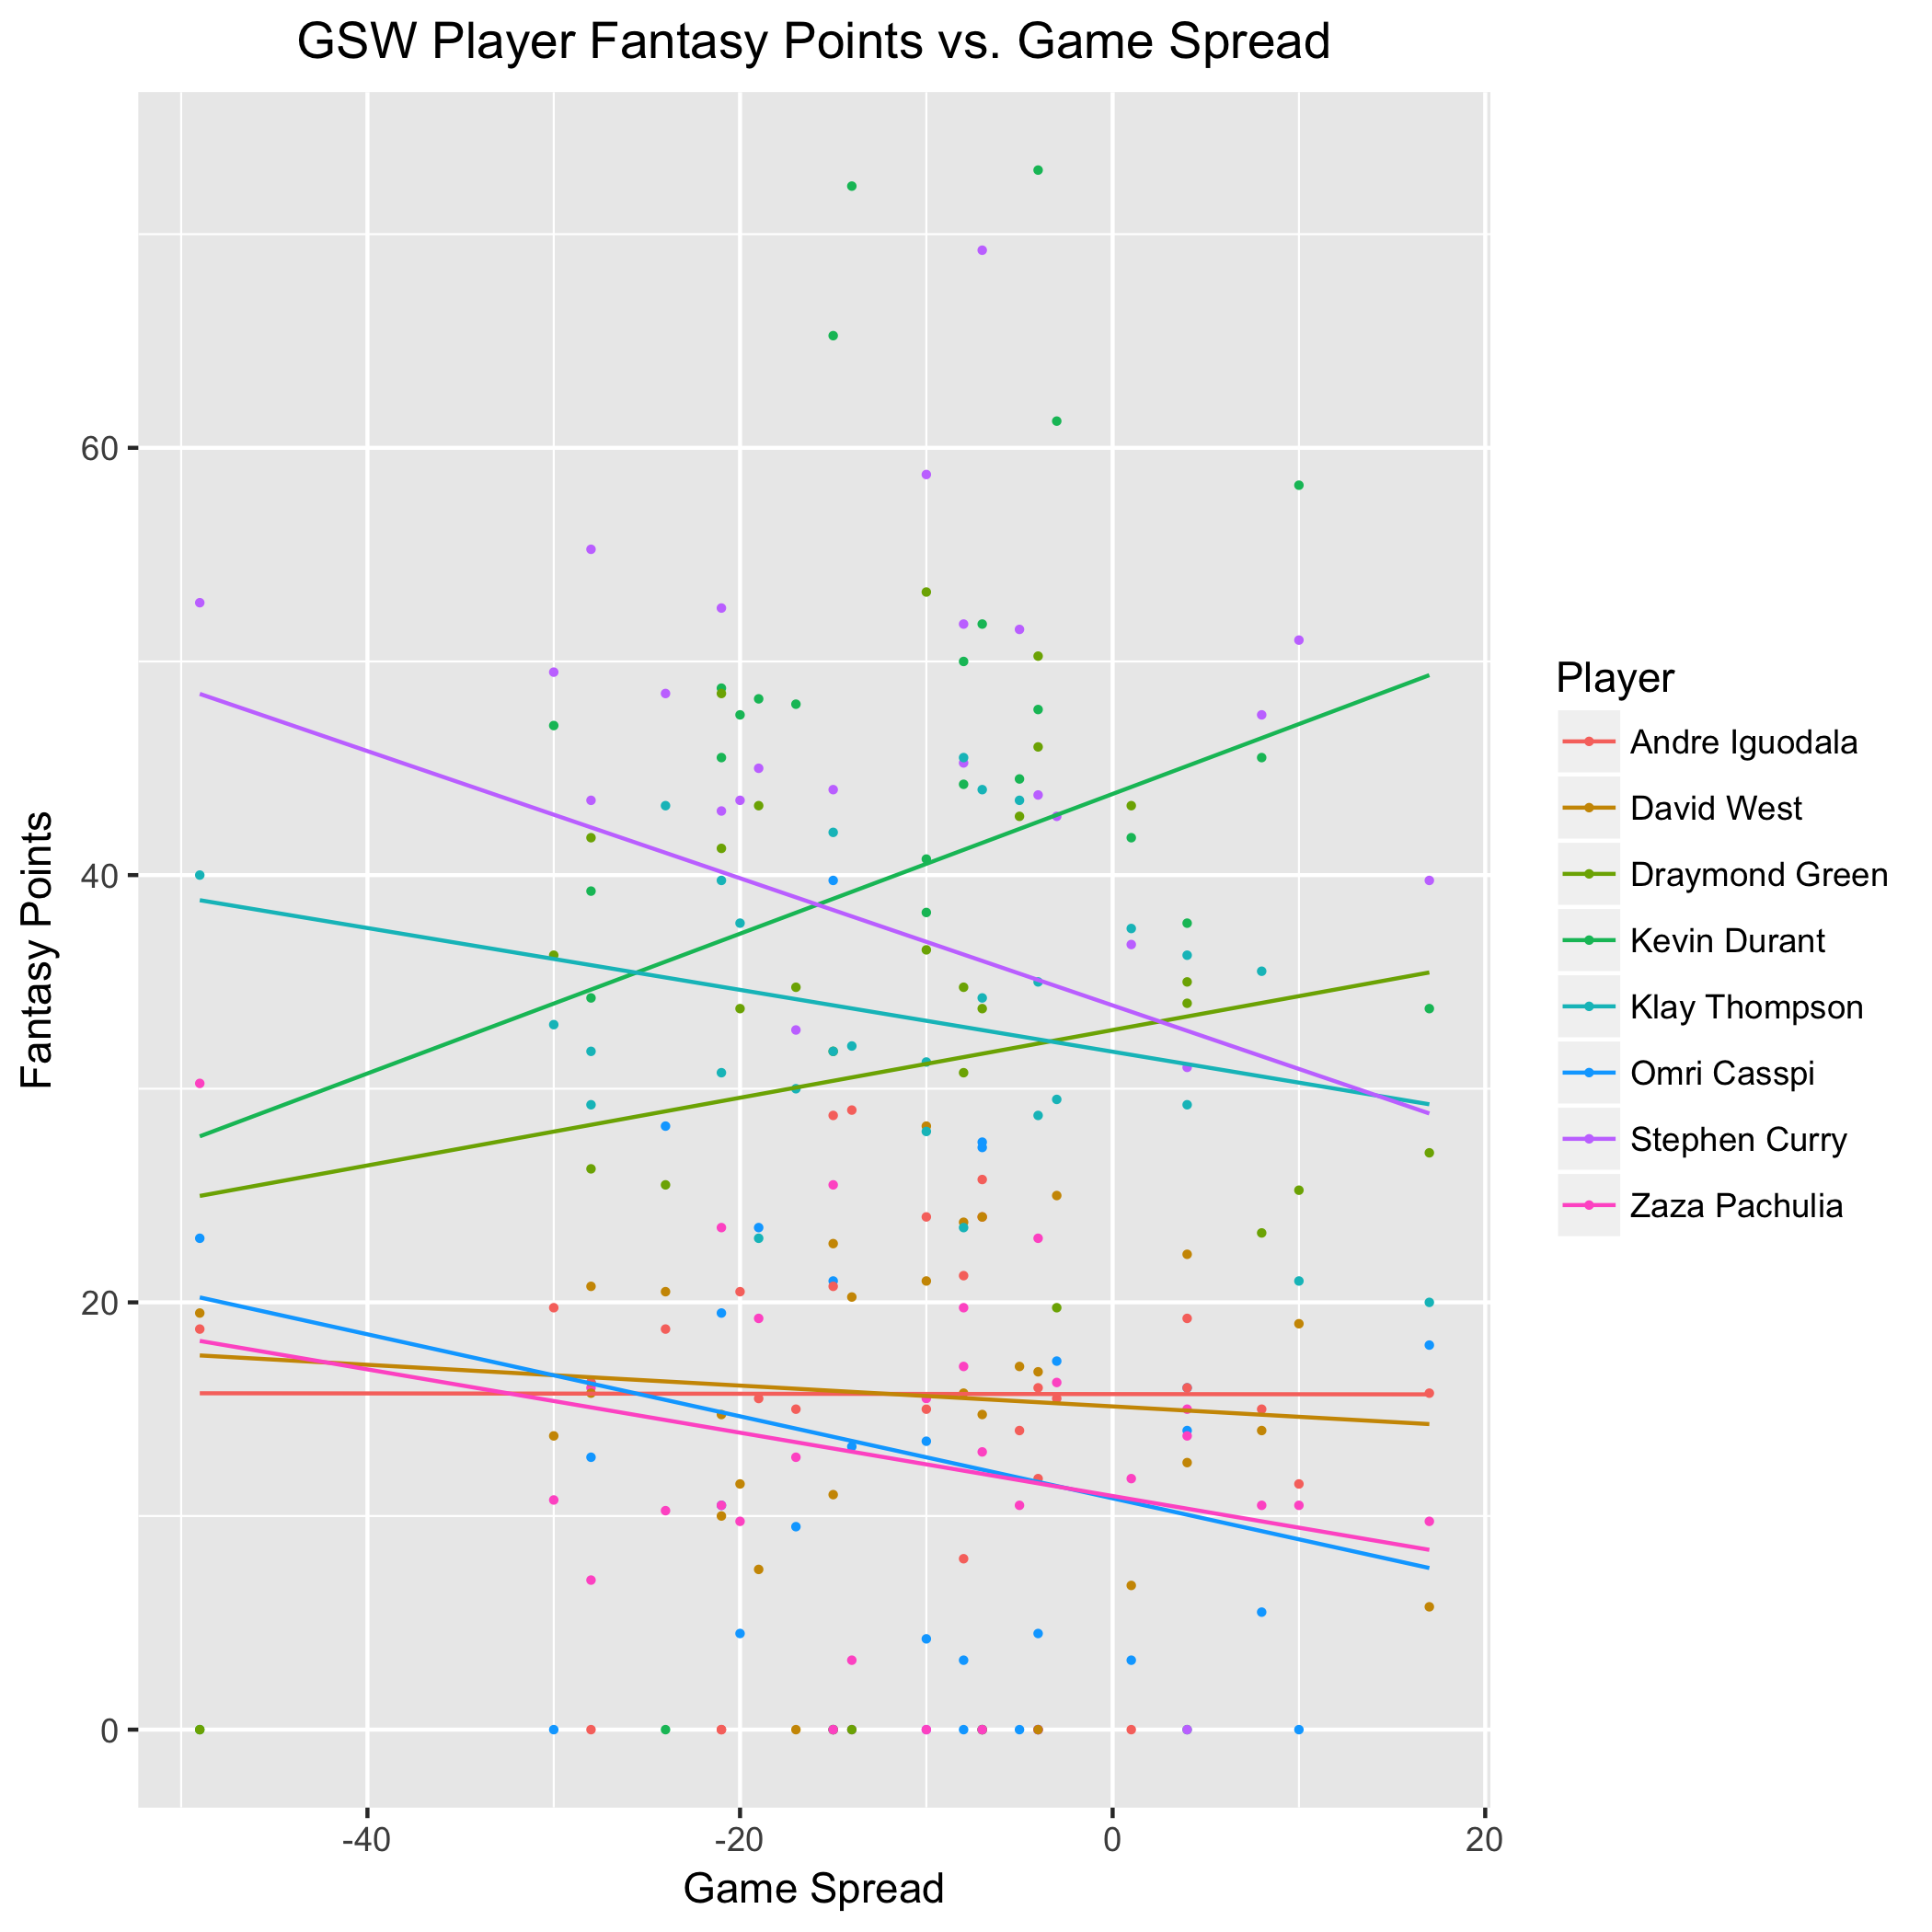 GSW Player Fantasy Points vs. Game Spread
60
40
20
0
-40 -20 0 20
Game Spread
Fantasy Points
Player
Andre Iguodala
David West
Draymond Green
Kevin Durant
Klay Thompson
Omri Casspi
Stephen Curry
Zaza Pachulia